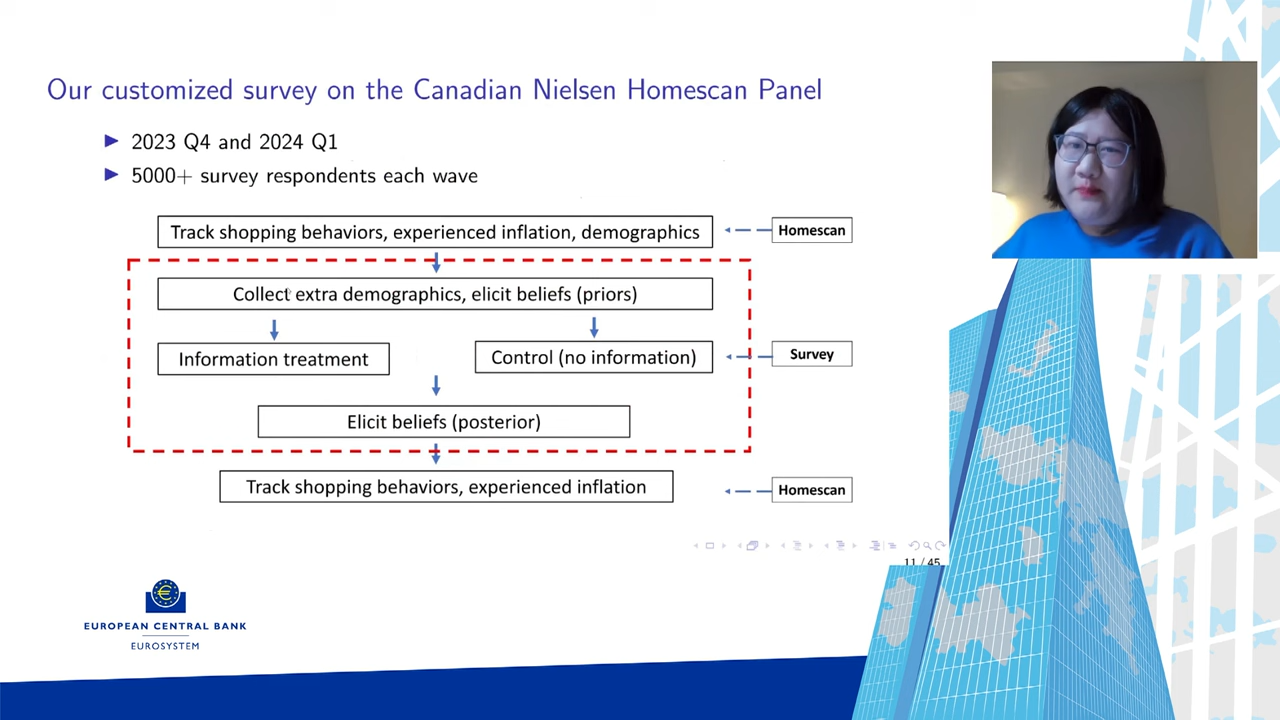 Our customized survey on the Canadian Nielsen Homescan Panel
2023 Q4 and 2024 Q1
5000+ survey respondents each wave
Track shopping behaviors, experienced inflation, demographics
Homescan
Collect extra demographics, elicit beliefs (priors)
Information treatment
Control (no information)
Survey
Elicit beliefs (posterior)
Track shopping behaviors, experienced inflation
Homescan
11 / 45
EUROPEAN CENTRAL BANK
EUROSYSTEM